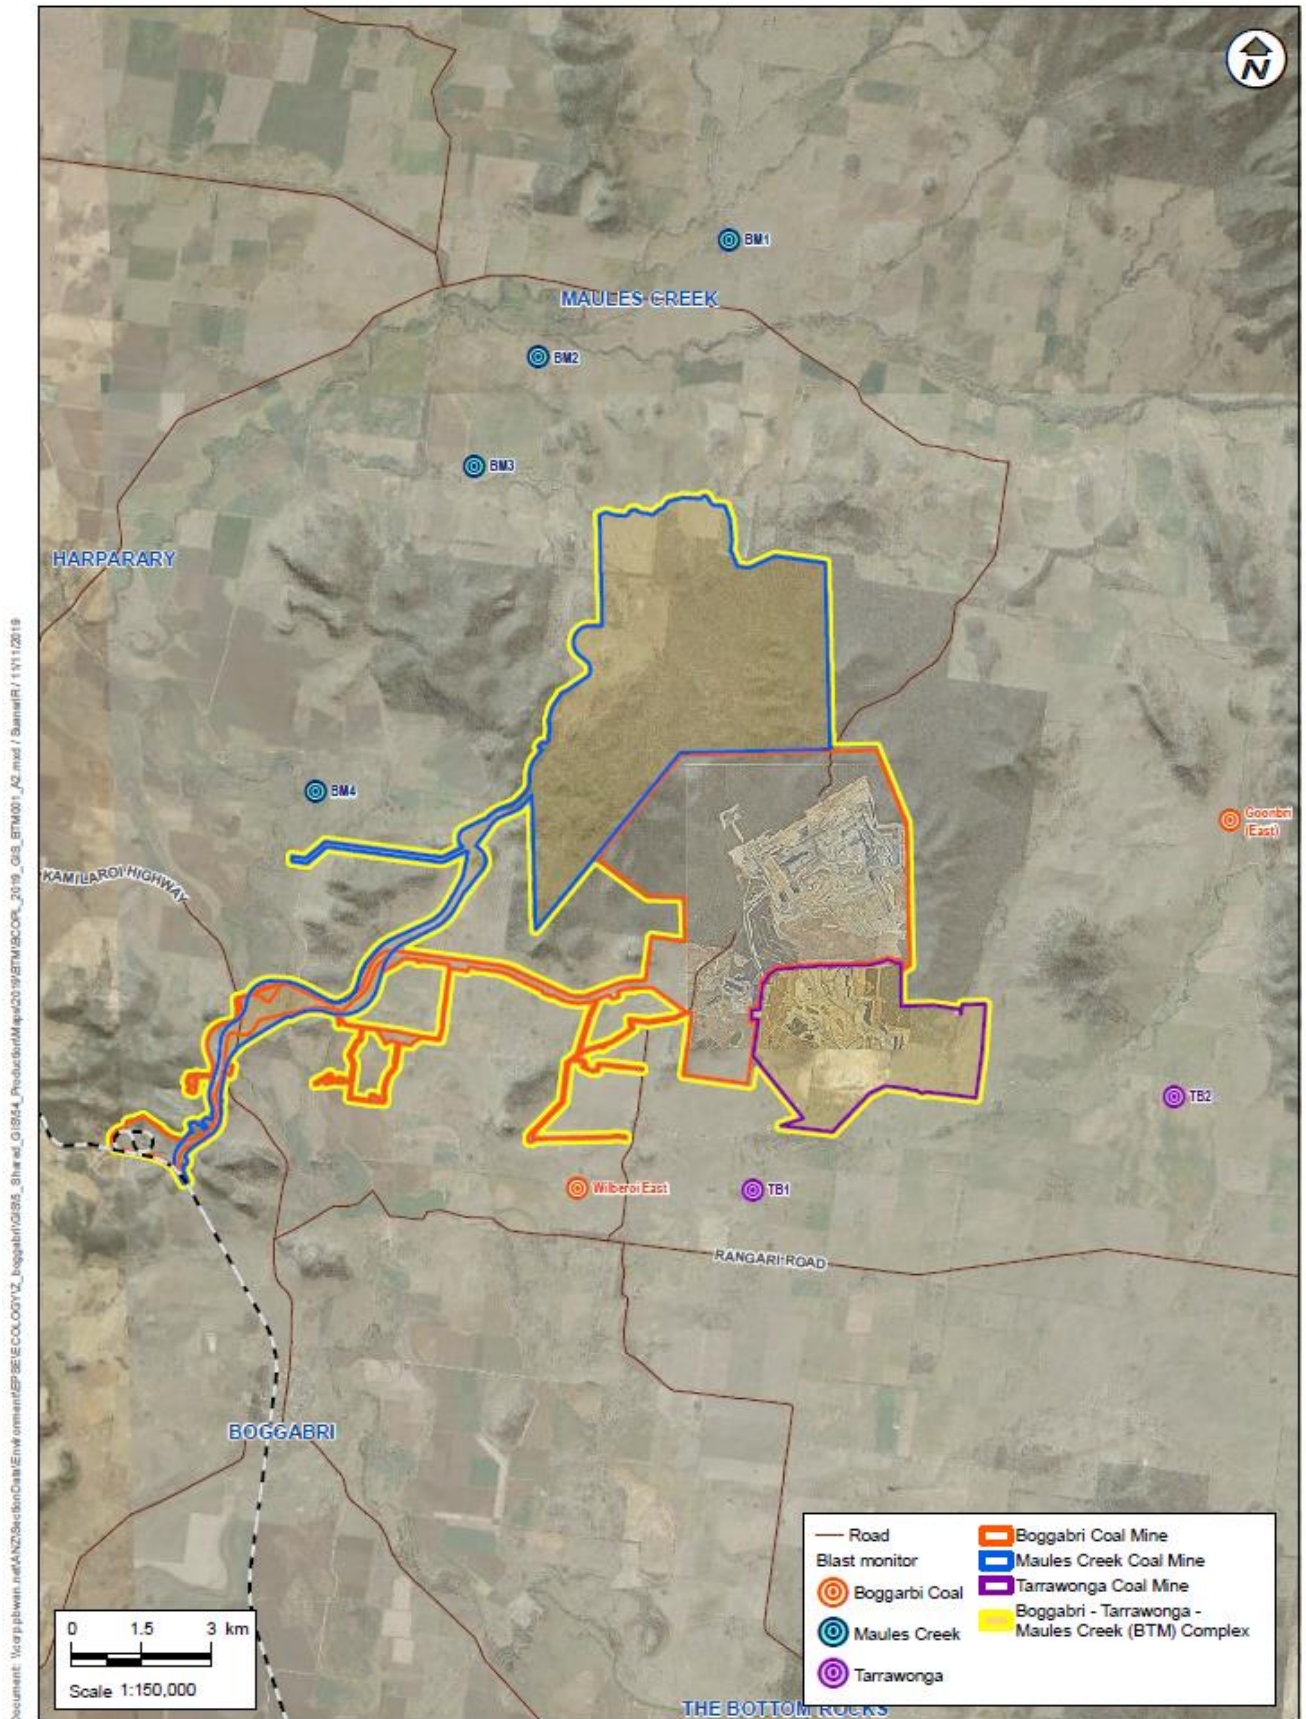 N
BM1
MAULES CREEK
BM2
BM3
HARPARARY
BM4
Goonbri
(East)
KAMILAROI HIGHWAY
TB2
Wilberoi East
TB1
RANGARI ROAD
BOGGABRI
THE BOTTOM ROCKS
Road
Blast monitor
Boggarbi Coal
Maules Creek
Tarrawonga
Boggabri Coal Mine
Maules Creek Coal Mine
Tarrawonga Coal Mine
Boggabri - Tarrawonga -
Maules Creek (BTM) Complex
0 1.5 3 km
Scale 1:150,000